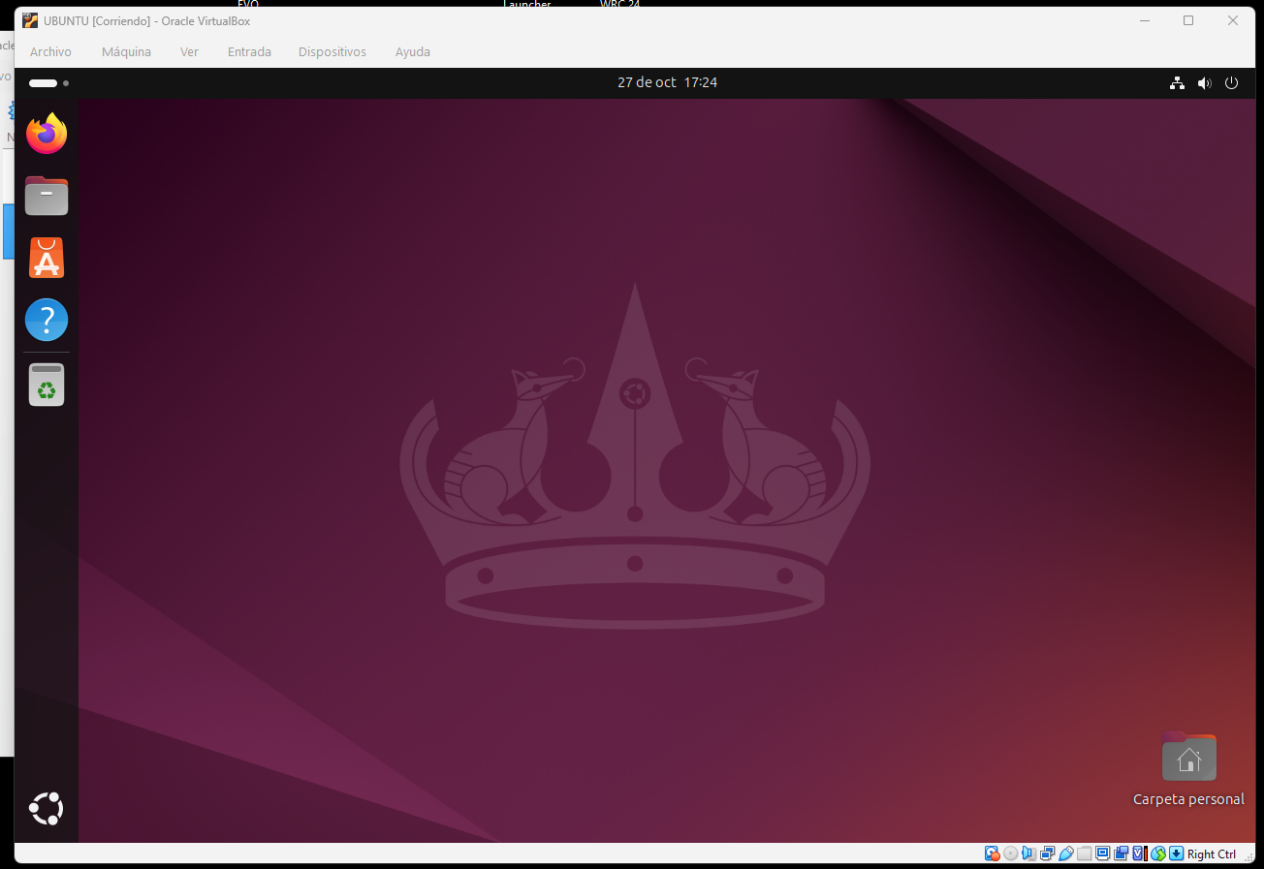 Launcher
UBUNTU [Corriendo] - Oracle VirtualBox
Archivo Máquina Ver Entrada Dispositivos Ayuda
27 de oct 17:24
Carpeta personal
Right Ctrl